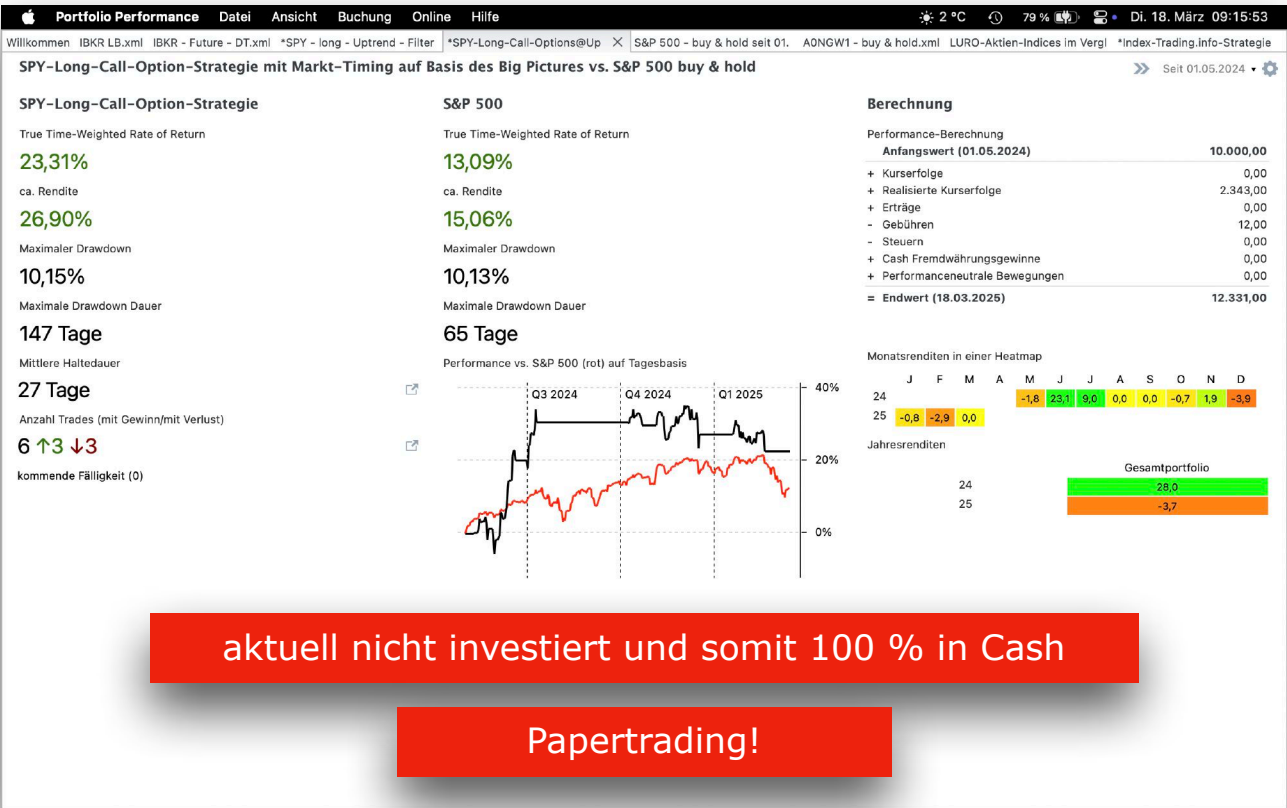 Portfolio Performance Datei Ansicht Buchung Online Hilfe 2 °C 79 % Di. 18. März 09:15:53
Willkommen IBKR LB.xml IBKR - Future - DT.xml *SPY - long - Uptrend - Filter *SPY-Long-Call-Options@Up S&P 500 - buy & hold seit 01. A0NGW1 - buy & hold.xml LURO-Aktien-Indices im Vergl *Index-Trading.info-Strategie
SPY-Long-Call-Option-Strategie mit Markt-Timing auf Basis des Big Pictures vs. S&P 500 buy & hold
Seit 01.05.2024
SPY-Long-Call-Option-Strategie
True Time-Weighted Rate of Return
23,31%
ca. Rendite
26,90%
Maximaler Drawdown
10,15%
Maximale Drawdown Dauer
147 Tage
Mittlere Haltedauer
27 Tage
Anzahl Trades (mit Gewinn/mit Verlust)
6 ↑3 ↓3
kommende Fälligkeit (0)
S&P 500
True Time-Weighted Rate of Return
13,09%
ca. Rendite
15,06%
Maximaler Drawdown
10,13%
Maximale Drawdown Dauer
65 Tage
Performance vs. S&P 500 (rot) auf Tagesbasis
Q3 2024 Q4 2024 Q1 2025
40%
20%
0%
Berechnung
Performance-Berechnung
Anfangswert (01.05.2024) 10.000,00
+ Kurserfolge 0,00
+ Realisierte Kurserfolge 2.343,00
+ Erträge 0,00
- Gebühren 12,00
- Steuern 0,00
+ Cash Fremdwährungsgewinne 0,00
+ Performanceneutrale Bewegungen 0,00
= Endwert (18.03.2025) 12.331,00
Monatsrenditen in einer Heatmap
J F M A M J J A S O N D
24 -1,8 23,1 9,0 0,0 0,0 -0,7 1,9 -3,9
25 -0,8 -2,9 0,0
Jahresrenditen
Gesamtportfolio
24 28,0
25 -3,7
aktuell nicht investiert und somit 100 % in Cash
Papertrading!